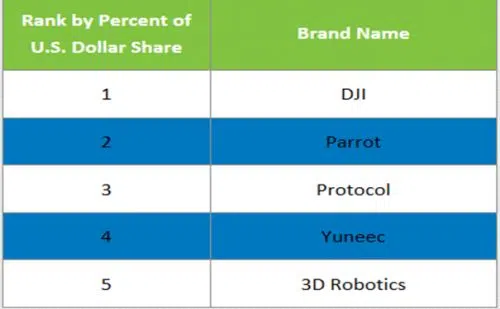 Rank by Percent of
U.S. Dollar Share
Brand Name
1 DJI
2 Parrot
3 Protocol
4 Yuneec
5 3D Robotics